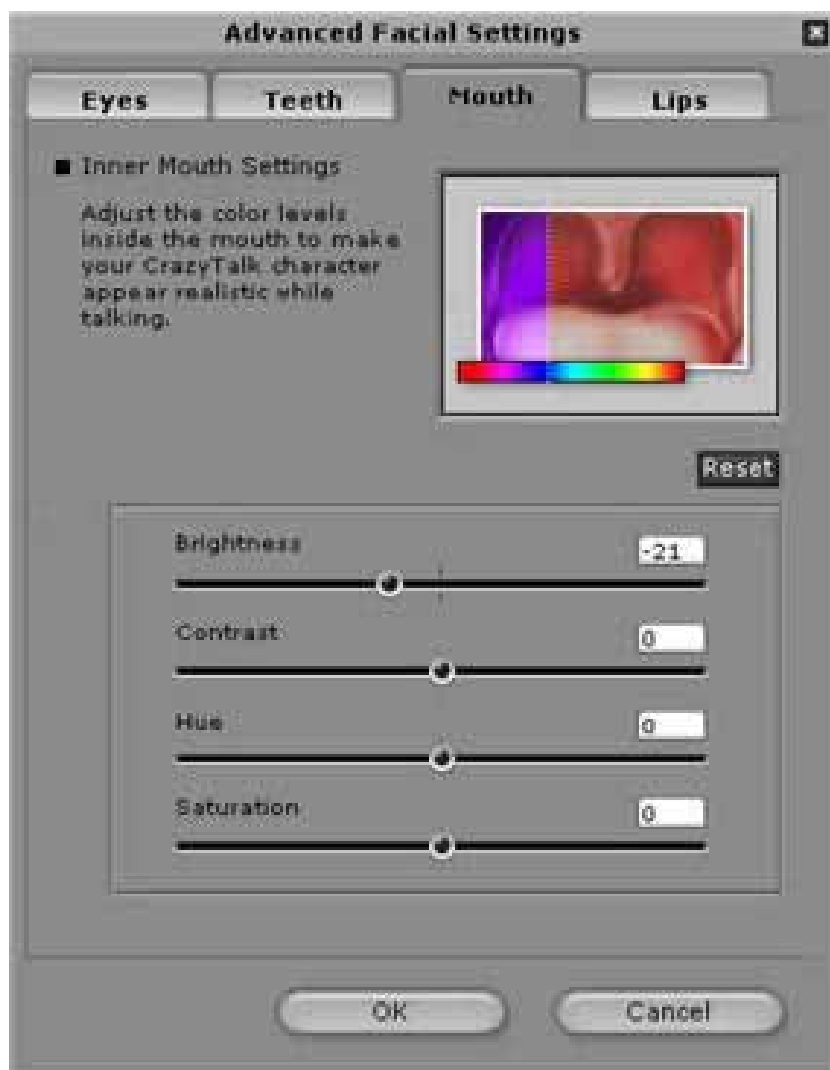 Advanced Facial Settings
Eyes Teeth Mouth Lips
Inner Mouth Settings
Adjust the color levels
inside the mouth to make
your CrazyTalk character
appear realistic while
talking.
Reset
Brightness -21
Contrast 0
Hue 0
Saturation 0
OK Cancel